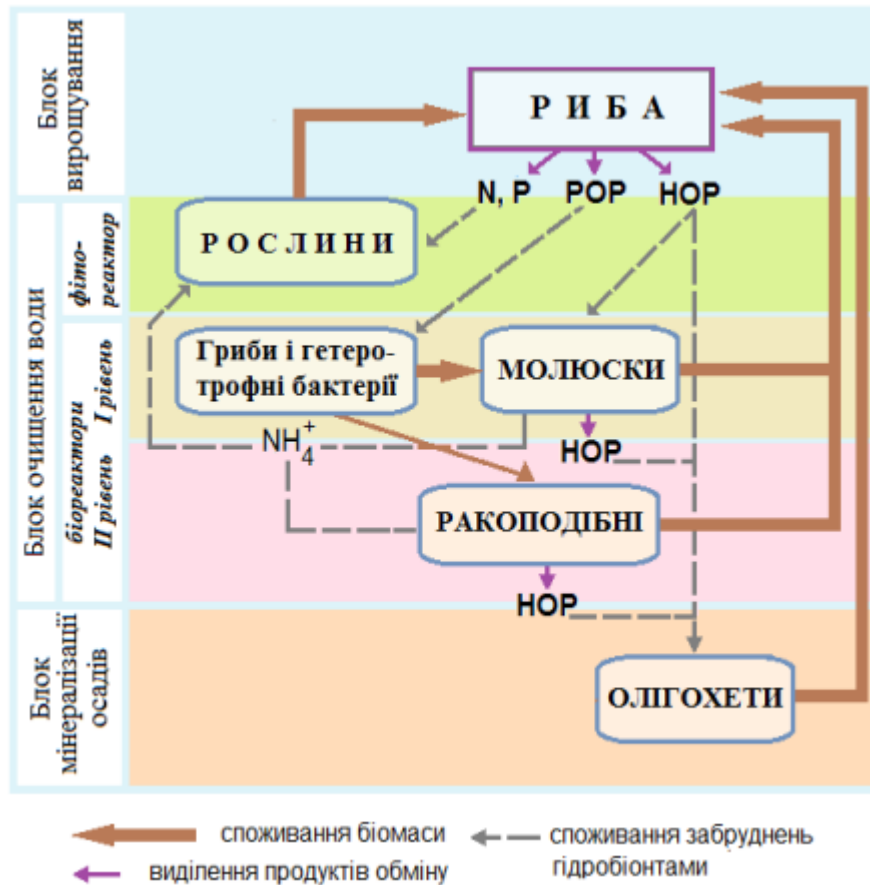 Блок
вирощування
Р И Б А
N, P
РОР
НОР
Блок очищення води
фіто-
реактор
Р О С Л И Н И
біореактори
І рівень
Гриби і гетеро-
трофні бактерії
МОЛЮСКИ
NH4+
НОР
ІІ рівень
РАКОПОДІБНІ
НОР
Блок
мінералізації
осадів
ОЛІГОХЕТИ
споживання біомаси
виділення продуктів обміну
споживання забруднень
гідробіонтами